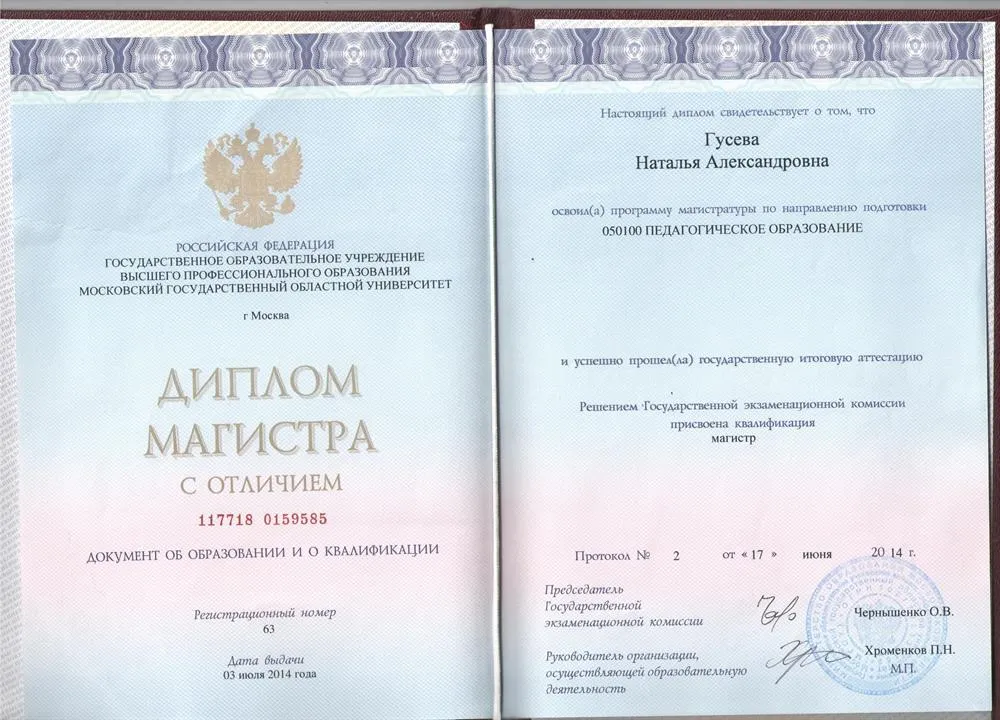 РОССИЙСКАЯ ФЕДЕРАЦИЯ
ГОСУДАРСТВЕННОЕ ОБРАЗОВАТЕЛЬНОЕ УЧРЕЖДЕНИЕ
ВЫСШЕГО ПРОФЕССИОНАЛЬНОГО ОБРАЗОВАНИЯ
МОСКОВСКИЙ ГОСУДАРСТВЕННЫЙ ОБЛАСТНОЙ УНИВЕРСИТЕТ
г Москва
ДИПЛОМ
МАГИСТРА
С ОТЛИЧИЕМ
117718 0159585
ДОКУМЕНТ ОБ ОБРАЗОВАНИИ И О КВАЛИФИКАЦИИ
Регистрационный номер
63
Дата выдачи
03 июля 2014 года
Настоящий диплом свидетельствует о том, что
Гусева
Наталья Александровна
освоил(а) программу магистратуры по направлению подготовки
050100 ПЕДАГОГИЧЕСКОЕ ОБРАЗОВАНИЕ
и успешно прошел(ла) государственную итоговую аттестацию
Решением Государственной экзаменационной комиссии
присвоена квалификация
магистр
Протокол № 2 от «17 » июня 2014 г.
Председатель
Государственной
экзаменационной комиссии
Чернышенко О.В.
Руководитель организации,
осуществляющей образовательную
деятельность
Хроменков П.Н.
М.П.